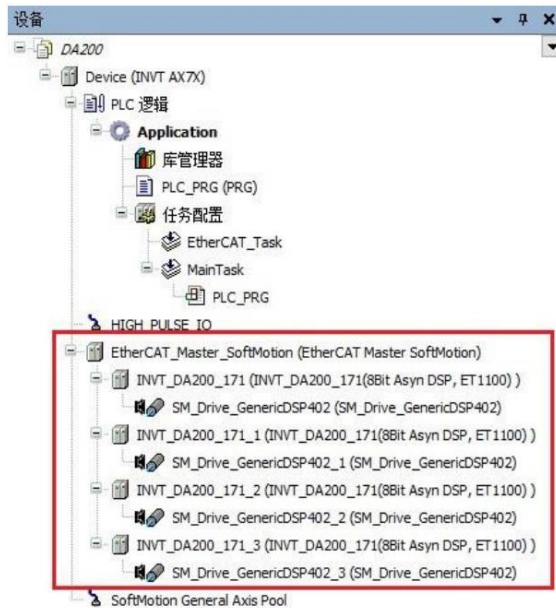 设备
DA200
Device (INVT AX7X)
PLC 逻辑
Application
库管理器
PLC_PRG (PRG)
任务配置
EtherCAT_Task
MainTask
PLC_PRG
HIGH_PULSE_IO
EtherCAT_Master_SoftMotion (EtherCAT Master SoftMotion)
INVT_DA200_171 (INVT_DA200_171(8Bit Asyn DSP, ET1100) )
SM_Drive_GenericDSP402 (SM_Drive_GenericDSP402)
INVT_DA200_171_1 (INVT_DA200_171(8Bit Asyn DSP, ET1100) )
SM_Drive_GenericDSP402_1 (SM_Drive_GenericDSP402)
INVT_DA200_171_2 (INVT_DA200_171(8Bit Asyn DSP, ET1100) )
SM_Drive_GenericDSP402_2 (SM_Drive_GenericDSP402)
INVT_DA200_171_3 (INVT_DA200_171(8Bit Asyn DSP, ET1100) )
SM_Drive_GenericDSP402_3 (SM_Drive_GenericDSP402)
SoftMotion General Axis Pool